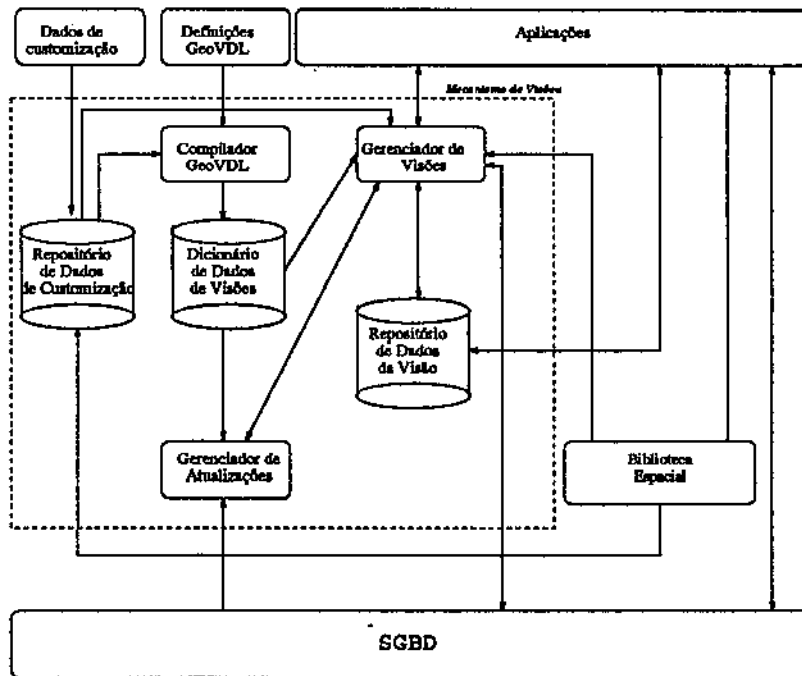 Dados de
customização
Definições
GeoVDL
Aplicações
Mecanismo de Visões
Compilador
GeoVDL
Gerenciador de
Visões
Repositório
de Dados
de Customização
Dicionário
de Dados
de Visões
Repositório
de Dados
da Visão
Gerenciador de
Atualizações
Biblioteca
Espacial
SGBD